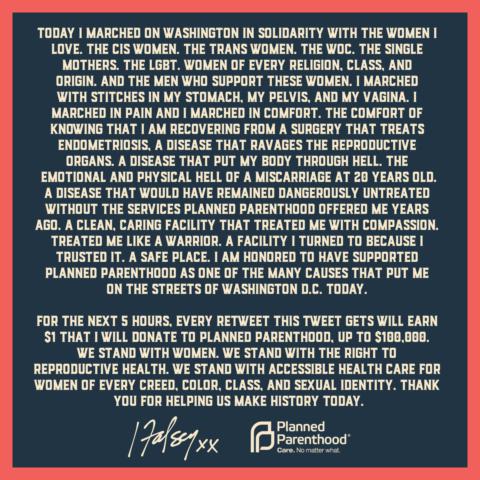 TODAY I MARCHED ON WASHINGTON IN SOLIDARITY WITH THE WOMEN I
LOVE. THE CIS WOMEN. THE TRANS WOMEN. THE WOC. THE SINGLE
MOTHERS. THE LGBT. WOMEN OF EVERY RELIGION, CLASS, AND
ORIGIN. AND THE MEN WHO SUPPORT THESE WOMEN. I MARCHED
WITH STITCHES IN MY STOMACH, MY PELVIS, AND MY VAGINA. I
MARCHED IN PAIN AND I MARCHED IN COMFORT. THE COMFORT OF
KNOWING THAT I AM RECOVERING FROM A SURGERY THAT TREATS
ENDOMETRIOSIS, A DISEASE THAT RAVAGES THE REPRODUCTIVE
ORGANS. A DISEASE THAT PUT MY BODY THROUGH HELL. THE
EMOTIONAL AND PHYSICAL HELL OF A MISCARRIAGE AT 20 YEARS OLD.
A DISEASE THAT WOULD HAVE REMAINED DANGEROUSLY UNTREATED
WITHOUT THE SERVICES PLANNED PARENTHOOD OFFERED ME YEARS
AGO. A CLEAN, CARING FACILITY THAT TREATED ME WITH COMPASSION.
TREATED ME LIKE A WARRIOR. A FACILITY I TURNED TO BECAUSE I
TRUSTED IT. A SAFE PLACE. I AM HONORED TO HAVE SUPPORTED
PLANNED PARENTHOOD AS ONE OF THE MANY CAUSES THAT PUT ME
ON THE STREETS OF WASHINGTON D.C. TODAY.
FOR THE NEXT 5 HOURS, EVERY RETWEET THIS TWEET GETS WILL EARN
$1 THAT I WILL DONATE TO PLANNED PARENTHOOD, UP TO $100,000.
WE STAND WITH WOMEN. WE STAND WITH THE RIGHT TO
REPRODUCTIVE HEALTH. WE STAND WITH ACCESSIBLE HEALTH CARE FOR
WOMEN OF EVERY CREED, COLOR, CLASS, AND SEXUAL IDENTITY. THANK
YOU FOR HELPING US MAKE HISTORY TODAY.
Halsey xx
Planned
Parenthood®
Care. No matter what.